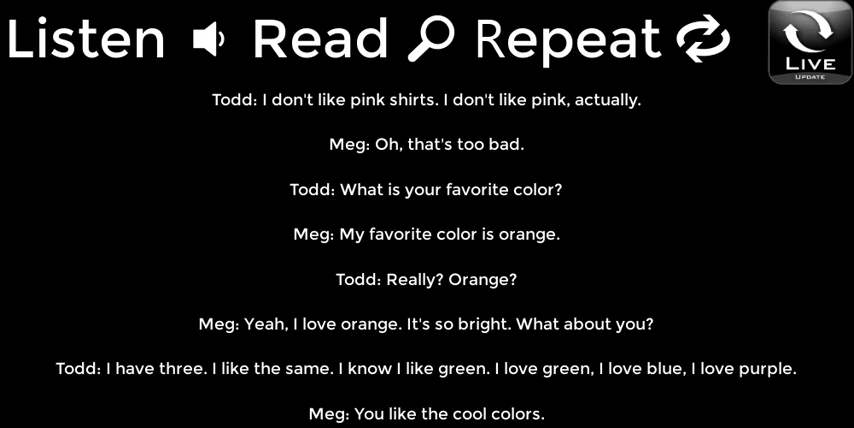 Listen Read Repeat
LIVE
UPDATE
Todd: I don't like pink shirts. I don't like pink, actually.
Meg: Oh, that's too bad.
Todd: What is your favorite color?
Meg: My favorite color is orange.
Todd: Really? Orange?
Meg: Yeah, I love orange. It's so bright. What about you?
Todd: I have three. I like the same. I know I like green. I love green, I love blue, I love purple.
Meg: You like the cool colors.